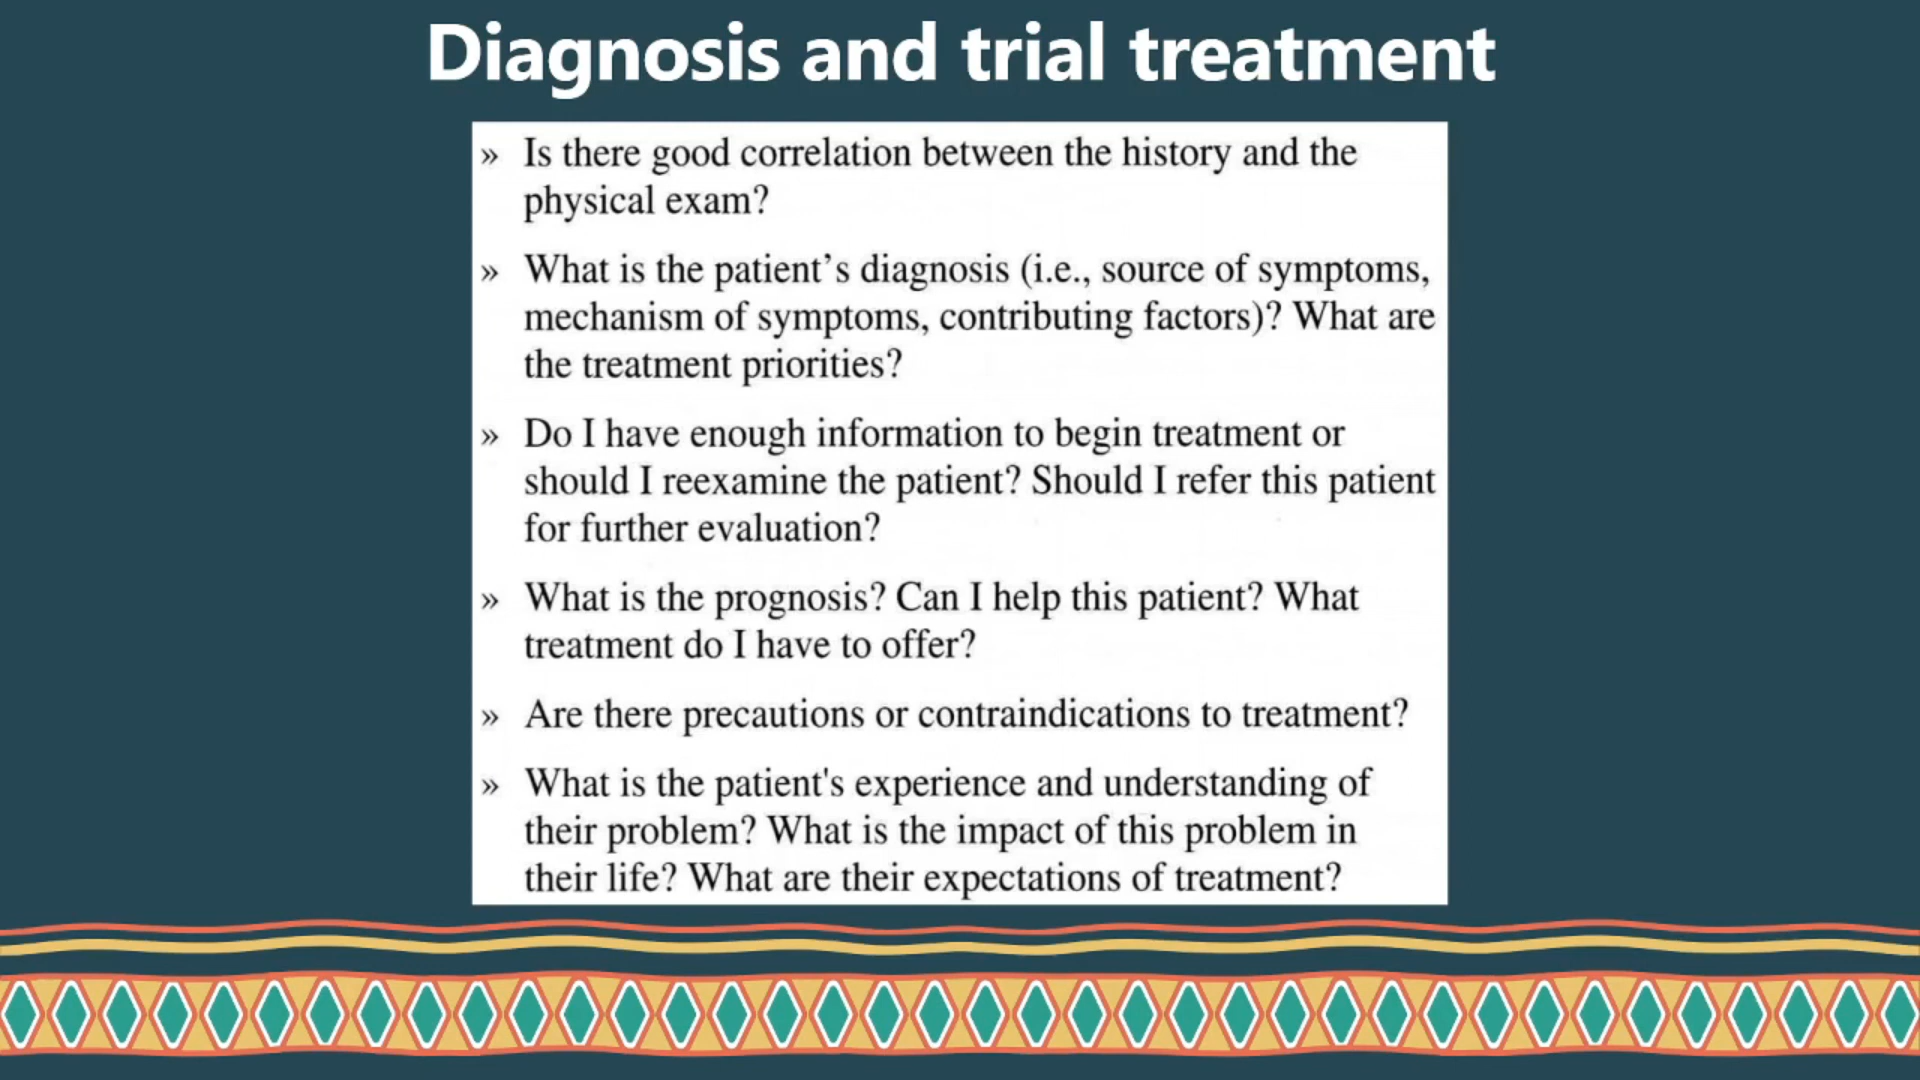 Diagnosis and trial treatment
» Is there good correlation between the history and the
physical exam?
» What is the patient’s diagnosis (i.e., source of symptoms,
mechanism of symptoms, contributing factors)? What are
the treatment priorities?
» Do I have enough information to begin treatment or
should I reexamine the patient? Should I refer this patient
for further evaluation?
» What is the prognosis? Can I help this patient? What
treatment do I have to offer?
» Are there precautions or contraindications to treatment?
» What is the patient's experience and understanding of
their problem? What is the impact of this problem in
their life? What are their expectations of treatment?